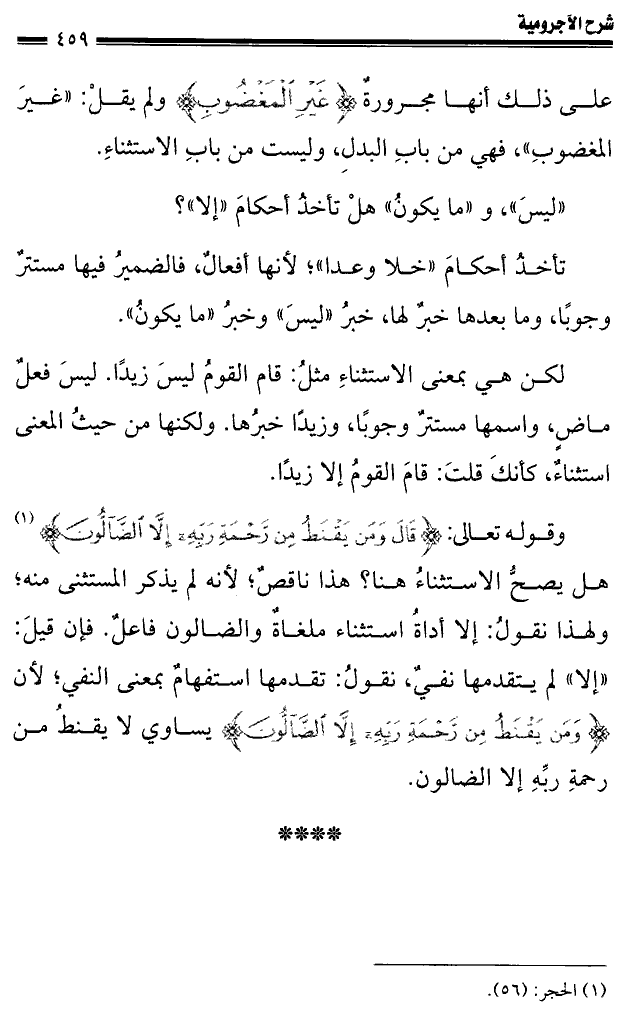 شرح الآجرومية
٤٥٩
على ذلك أنها مجرورةٌ ﴿غَيْرِ ٱلْمَغْضُوبِ﴾ ولم يقلْ: «غيرَ
المغضوبِ»، فهي من بابِ البدلِ، وليست من بابِ الاستثناءِ.
«ليسَ»، و «ما يكونُ» هلْ تأخذُ أحكامَ «إلا»؟
تأخذُ أحكامَ «خلا وعدا»؛ لأنها أفعالٌ، فالضميرُ فيها مستترٌ
وجوبًا، وما بعدها خبرٌ لها، خبرُ «ليسَ» وخبرُ «ما يكونُ».
لكن هي بمعنى الاستثناءِ مثلُ: قام القومُ ليسَ زيدًا. ليسَ فعلٌ
ماضٍ، واسمها مستترٌ وجوبًا، وزيدًا خبرُها. ولكنها من حيثُ المعنى
استثناءٌ، كأنكَ قلتَ: قامَ القومُ إلا زيدًا.
وقوله تعالى: ﴿قَالَ وَمَن يَقْنَطُ مِن رَّحْمَةِ رَبِّهِۦٓ إِلَّا ٱلضَّآلُّونَ﴾ (١)
هل يصحُّ الاستثناءُ هنا؟ هذا ناقصٌ؛ لأنه لم يذكر المستثنى منه؛
ولهذا نقولُ: إلا أداةُ استثناء ملغاةٌ والضالون فاعلٌ. فإن قيلَ:
«إلا» لم يتقدمها نفيٌ، نقولُ: تقدمها استفهامٌ بمعنى النفي؛ لأن
﴿وَمَن يَقْنَطُ مِن رَّحْمَةِ رَبِّهِۦٓ إِلَّا ٱلضَّآلُّونَ﴾ يساوي لا يقنطُ من
رحمةِ ربِّهِ إلا الضالون.
****
(١) الحجر: (٥٦).